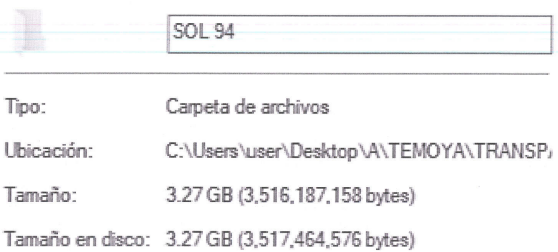 SOL 94
Tipo: Carpeta de archivos
Ubicación: C:\Users\user\Desktop\A\TEMOYA\TRANSP
Tamaño: 3.27 GB (3,516,187,158 bytes)
Tamaño en disco: 3.27 GB (3,517,464,576 bytes)